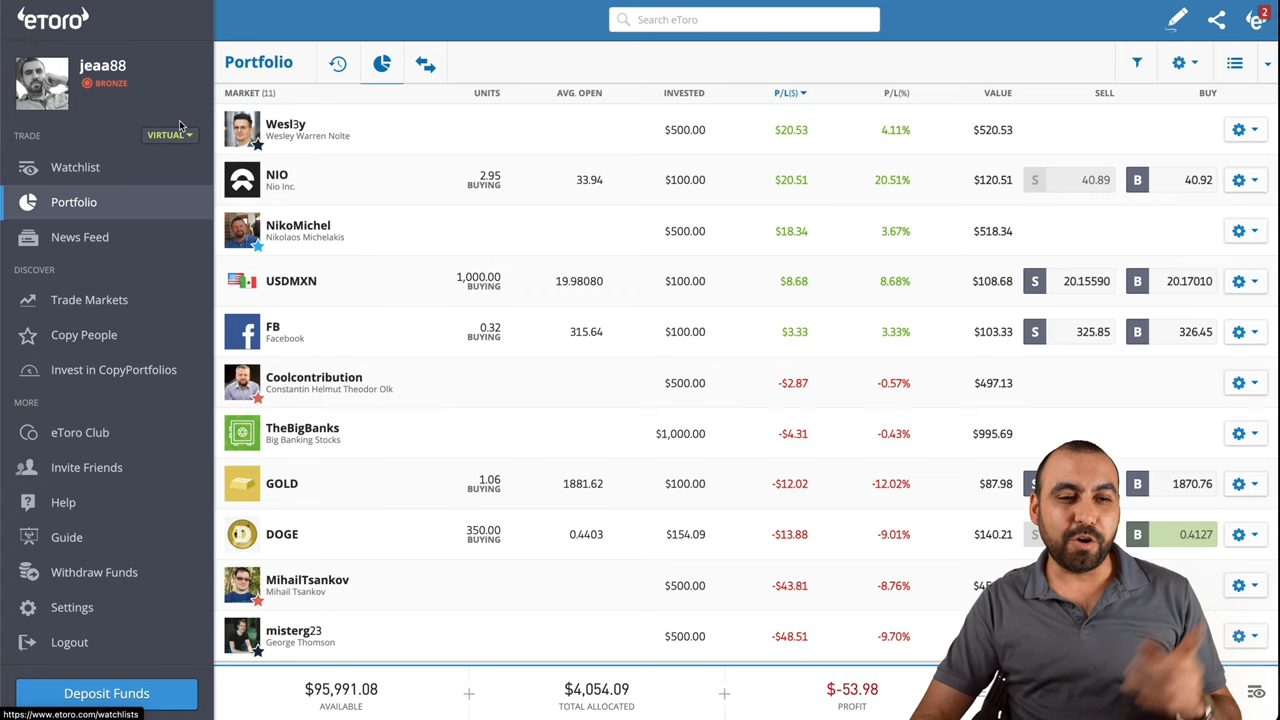 eToro
Search eToro
2
jeaa88
BRONZE
TRADE
VIRTUAL
Watchlist
Portfolio
News Feed
DISCOVER
Trade Markets
Copy People
Invest in CopyPortfolios
MORE
eToro Club
Invite Friends
Help
Guide
Withdraw Funds
Settings
Logout
Deposit Funds
https://www.etoro.com/watchlists
Portfolio
MARKET (11) UNITS AVG. OPEN INVESTED P/L($) P/L(%) VALUE SELL BUY
Wesl3y $500.00 $20.53 4.11% $520.53
Wesley Warren Nolte
NIO 2.95 33.94 $100.00 $20.51 20.51% $120.51 S 40.89 B 40.92
Nio Inc. BUYING
NikoMichel $500.00 $18.34 3.67% $518.34
Nikolaos Michelakis
USDMXN 1,000.00 19.98080 $100.00 $8.68 8.68% $108.68 S 20.15590 B 20.17010
BUYING
FB 0.32 315.64 $100.00 $3.33 3.33% $103.33 S 325.85 B 326.45
Facebook BUYING
Coolcontribution $500.00 -$2.87 -0.57% $497.13
Constantin Helmut Theodor Olk
TheBigBanks $1,000.00 -$4.31 -0.43% $995.69
Big Banking Stocks
GOLD 1.06 1881.62 $100.00 -$12.02 -12.02% $87.98 B 1870.76
BUYING
DOGE 350.00 0.4403 $154.09 -$13.88 -9.01% $140.21 B 0.4127
BUYING
MihailTsankov $500.00 -$43.81 -8.76%
Mihail Tsankov
misterg23 $500.00 -$48.51 -9.70%
George Thomson
$95,991.08 + $4,054.09 + $-53.98
AVAILABLE TOTAL ALLOCATED PROFIT